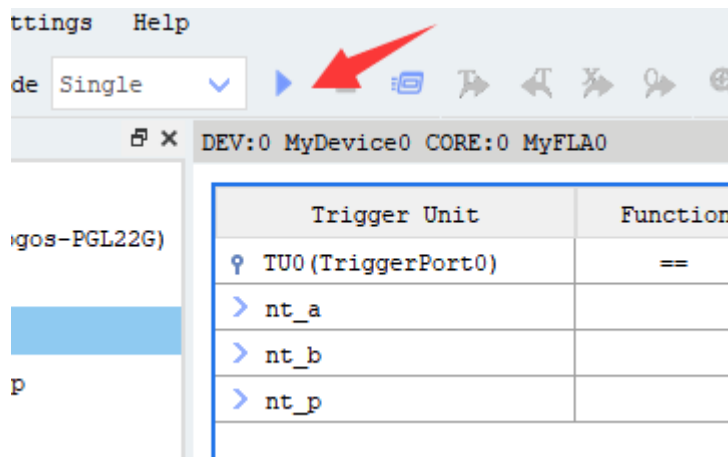 ttings Help
de Single
DEV:0 MyDevice0 CORE:0 MyFLA0
Trigger Unit Function
ogos-PGL22G)
TU0(TriggerPort0) ==
nt_a
nt_b
p
nt_p